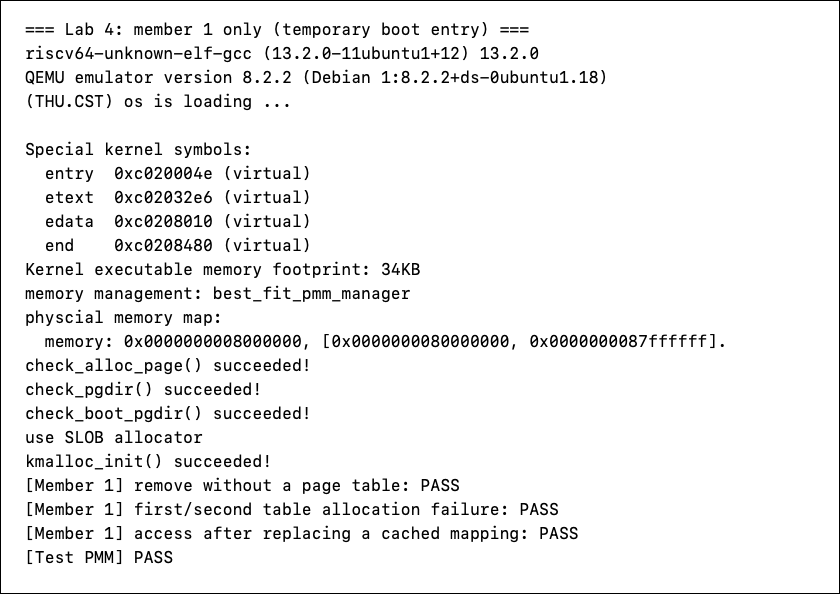 === Lab 4: member 1 only (temporary boot entry) ===
riscv64-unknown-elf-gcc (13.2.0-11ubuntu1+12) 13.2.0
QEMU emulator version 8.2.2 (Debian 1:8.2.2+ds-0ubuntu1.18)
(THU.CST) os is loading ...

Special kernel symbols:
  entry  0xc020004e (virtual)
  etext  0xc02032e6 (virtual)
  edata  0xc0208010 (virtual)
  end    0xc0208480 (virtual)
Kernel executable memory footprint: 34KB
memory management: best_fit_pmm_manager
physcial memory map:
  memory: 0x0000000008000000, [0x0000000080000000, 0x0000000087ffffff].
check_alloc_page() succeeded!
check_pgdir() succeeded!
check_boot_pgdir() succeeded!
use SLOB allocator
kmalloc_init() succeeded!
[Member 1] remove without a page table: PASS
[Member 1] first/second table allocation failure: PASS
[Member 1] access after replacing a cached mapping: PASS
[Test PMM] PASS